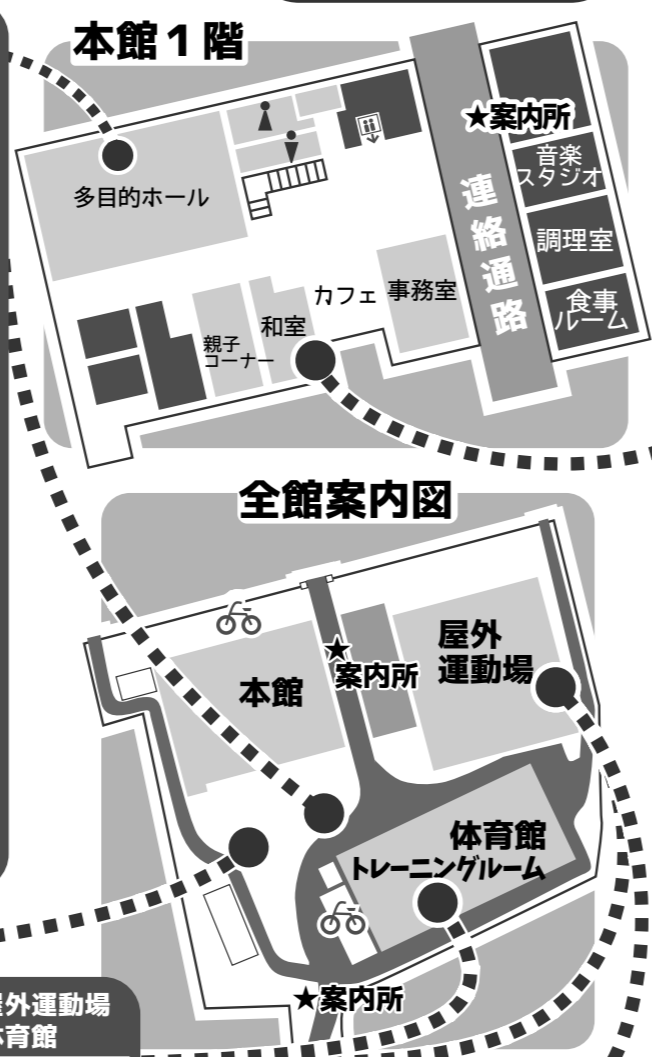 本館１階
★案内所
音楽
スタジオ
多目的ホール
連絡通路
調理室
カフェ
事務室
食事
ルーム
和室
親子
コーナー
全館案内図
屋外
運動場
★
案内所
本館
体育館
トレーニングルーム
★案内所
屋外運動場
体育館